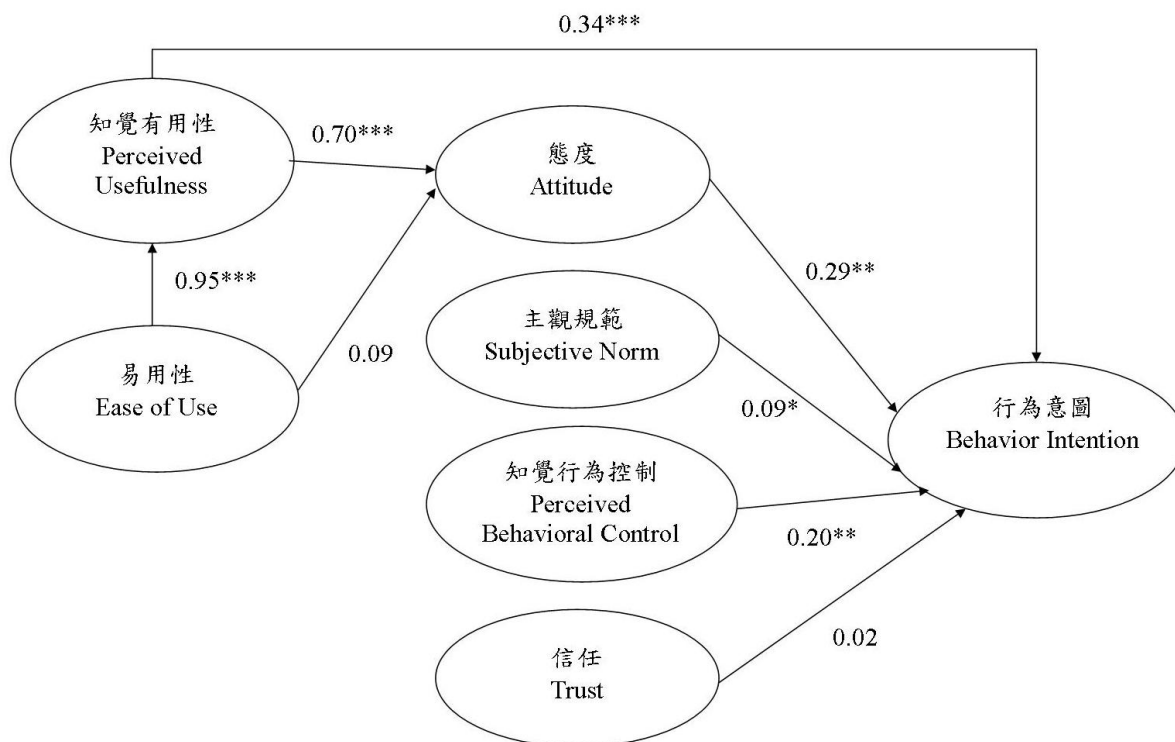 0.34***
知覺有用性
Perceived
Usefulness
0.70***
態度
Attitude
0.95***
0.29**
主觀規範
Subjective Norm
易用性
Ease of Use
0.09
0.09*
行為意圖
Behavior Intention
知覺行為控制
Perceived
Behavioral Control
0.20**
信任
Trust
0.02